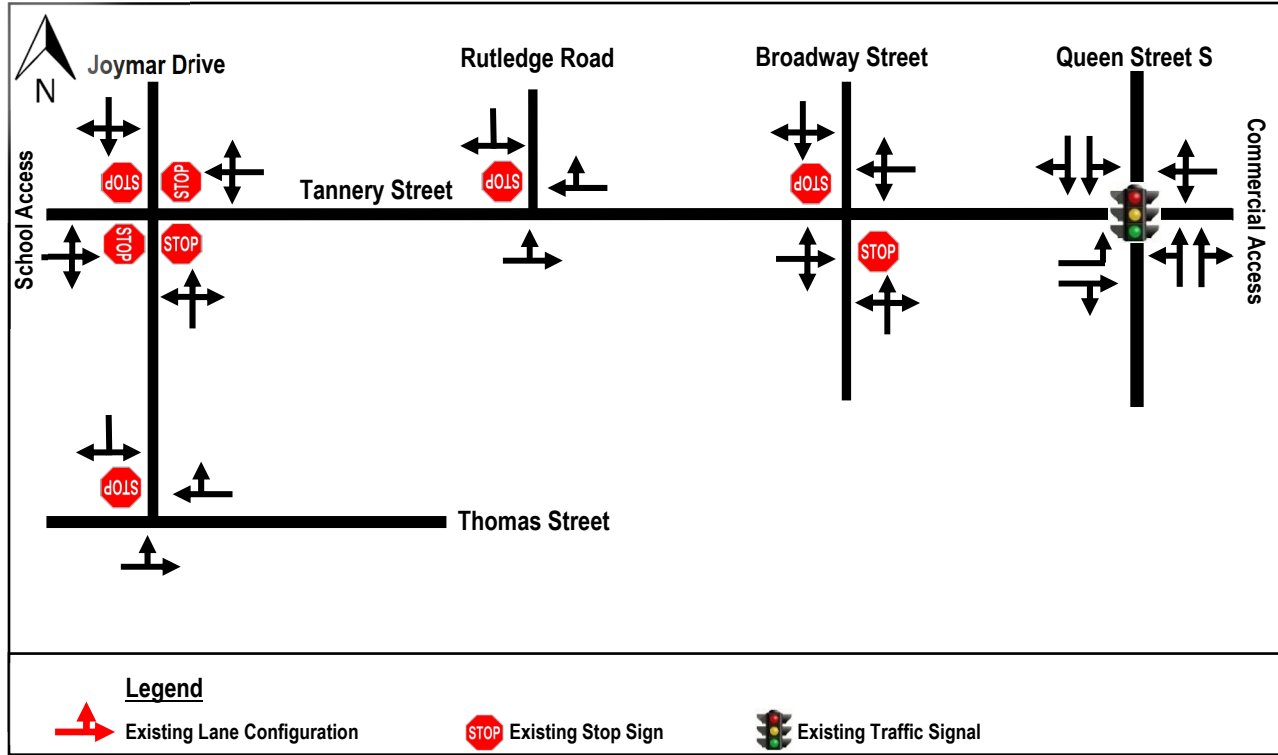 Joymar Drive
Rutledge Road
Broadway Street
Queen Street S
N
School Access
Commercial Access
STOP
STOP
Tannery Street
STOP
STOP
STOP
STOP
STOP
STOP
Thomas Street
Legend
Existing Lane Configuration
STOP Existing Stop Sign
Existing Traffic Signal